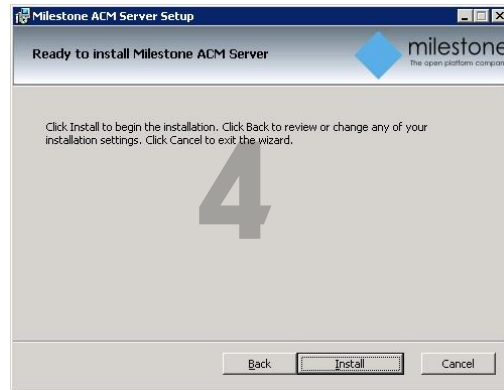 Milestone ACM Server Setup
Ready to install Milestone ACM Server
milestone
The open platform company
Click Install to begin the installation. Click Back to review or change any of your
installation settings. Click Cancel to exit the wizard.
4
Back
Install
Cancel